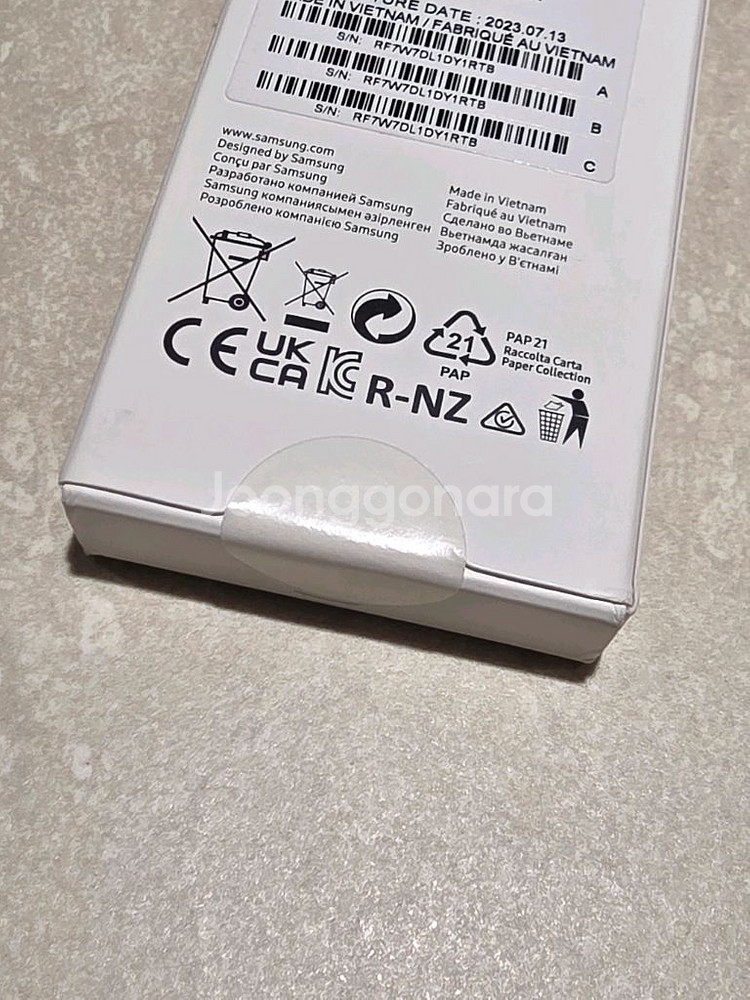 URE DATE : 2023.07.13
DE IN VIETNAM / FABRIQUÉ AU VIETNAM
S/N: RF7W7DL1DY1RTB
A
S/N: RF7W7DL1DY1RTB
B
S/N: RF7W7DL1DY1RTB
C
www.samsung.com
Designed by Samsung
Conçu par Samsung
Разработано компанией Samsung
Samsung компаниясымен әзірленген
Розроблено компанією Samsung
Made in Vietnam
Fabriqué au Vietnam
Сделано во Вьетнаме
Вьетнамда жасалған
Зроблено у В'єтнамі
21
PAP
PAP 21
Raccolta Carta
Paper Collection
CE
UK
CA
R-NZ
Joonggonara